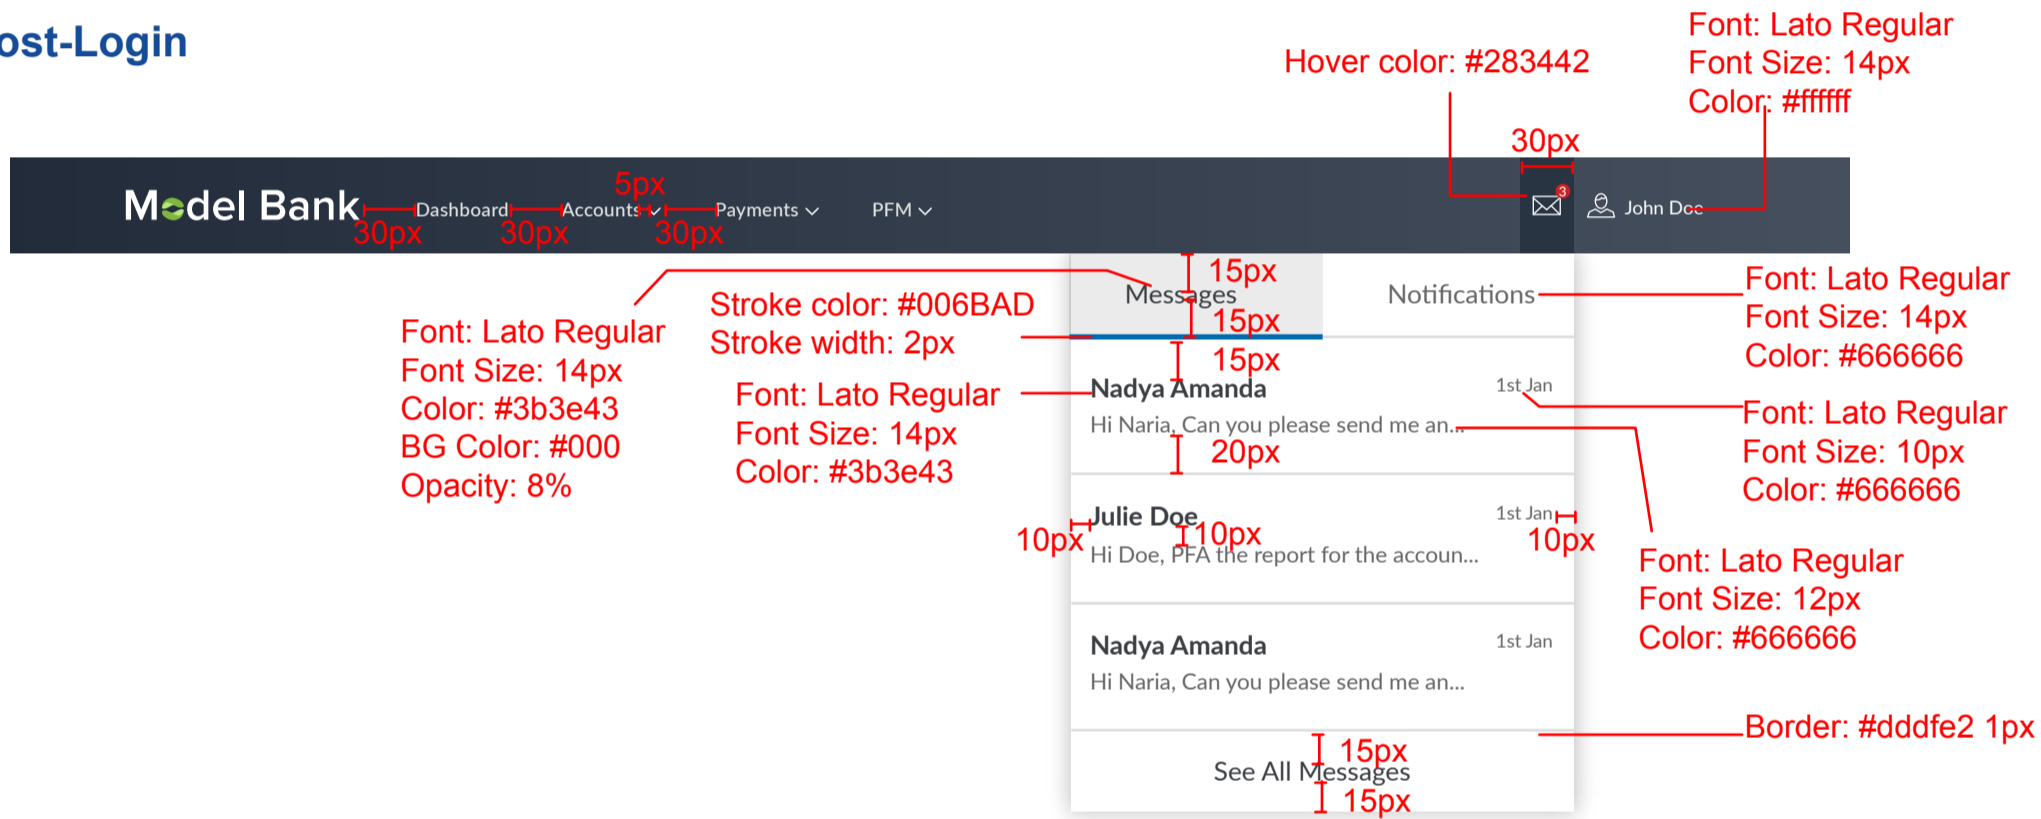 ost-Login
Hover color: #283442
Font: Lato Regular
Font Size: 14px
Color: #ffffff
30px
Model Bank
Dashboard
Accounts
Payments
PFM
5px
30px
30px
30px
3
John Doe
Messages
Notifications
15px
15px
15px
Font: Lato Regular
Font Size: 14px
Color: #3b3e43
BG Color: #000
Opacity: 8%
Stroke color: #006BAD
Stroke width: 2px
Font: Lato Regular
Font Size: 14px
Color: #3b3e43
Font: Lato Regular
Font Size: 14px
Color: #666666
Nadya Amanda
1st Jan
Hi Naria, Can you please send me an...
20px
Font: Lato Regular
Font Size: 10px
Color: #666666
Julie Doe
1st Jan
10px
10px
10px
Hi Doe, PFA the report for the accoun...
Font: Lato Regular
Font Size: 12px
Color: #666666
Nadya Amanda
1st Jan
Hi Naria, Can you please send me an...
Border: #dddfe2 1px
15px
See All Messages
15px